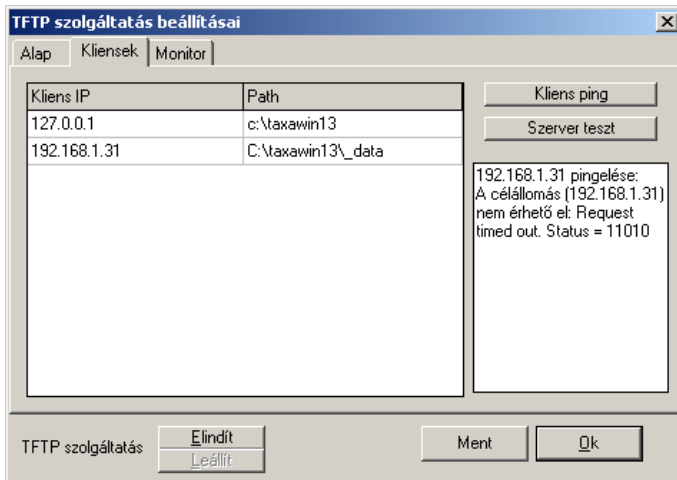 TFTP szolgáltatás beállításai
Alap Kliensek Monitor
Kliens IP Path
127.0.0.1 c:\taxawin13
192.168.1.31 C:\taxawin13\_data
Kliens ping
Szerver teszt
192.168.1.31 pingelése:
A célállomás (192.168.1.31)
nem érhető el: Request
timed out. Status = 11010
TFTP szolgáltatás
Elindít
Leállít
Ment
Ok